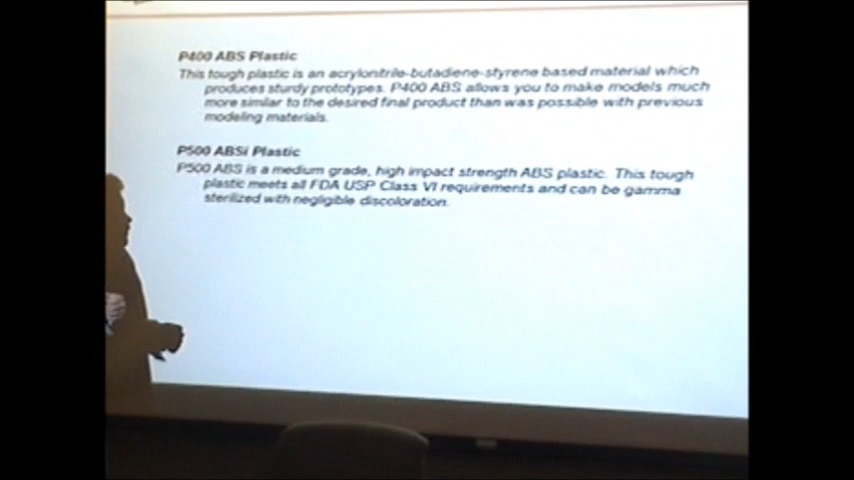 P400 ABS Plastic
This tough plastic is an acrylonitrile-butadiene-styrene based material which
produces sturdy prototypes. P400 ABS allows you to make models much
more similar to the desired final product than was possible with previous
modeling materials.
P500 ABSi Plastic
P500 ABS is a medium grade, high impact strength ABS plastic. This tough
plastic meets all FDA USP Class VI requirements and can be gamma
sterilized with negligible discoloration.